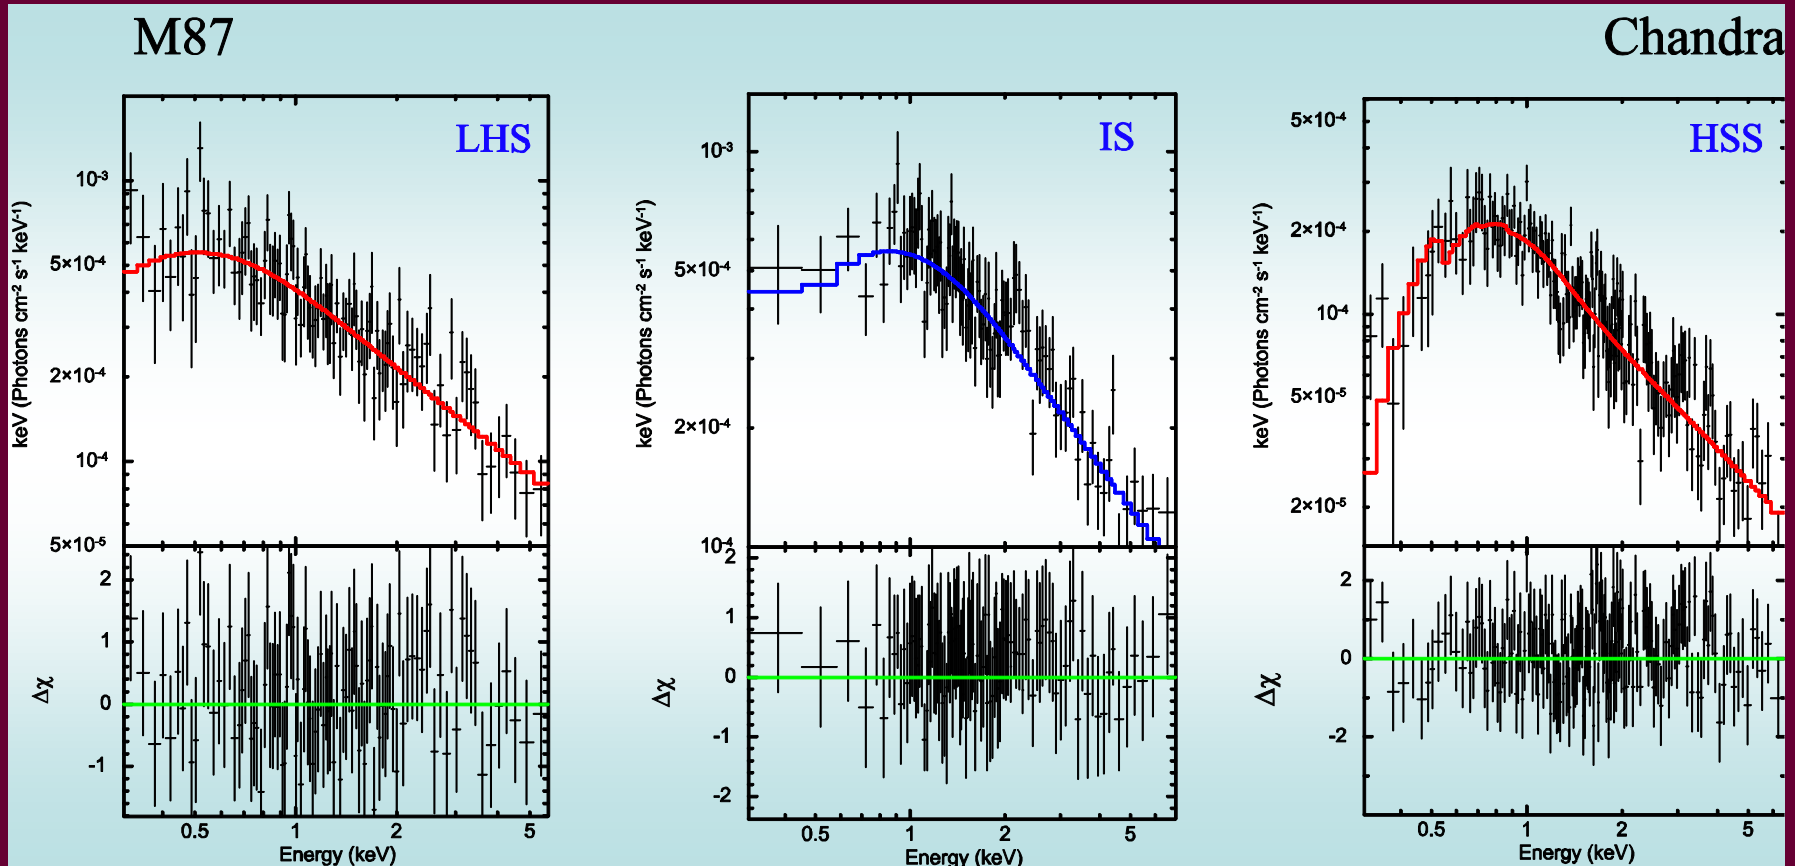 M87
Chandra
LHS
keV (Photons cm⁻² s⁻¹ keV⁻¹)
10⁻³
5×10⁻⁴
2×10⁻⁴
10⁻⁴
5×10⁻⁵
Δχ
2
1
0
-1
0.5 1 2 5
Energy (keV)
IS
keV (Photons cm⁻² s⁻¹ keV⁻¹)
10⁻³
5×10⁻⁴
2×10⁻⁴
10⁻⁴
Δχ
2
1
0
-1
-2
0.5 1 2 5
Energy (keV)
HSS
keV (Photons cm⁻² s⁻¹ keV⁻¹)
5×10⁻⁴
2×10⁻⁴
10⁻⁴
5×10⁻⁵
2×10⁻⁵
Δχ
2
0
-2
0.5 1 2 5
Energy (keV)